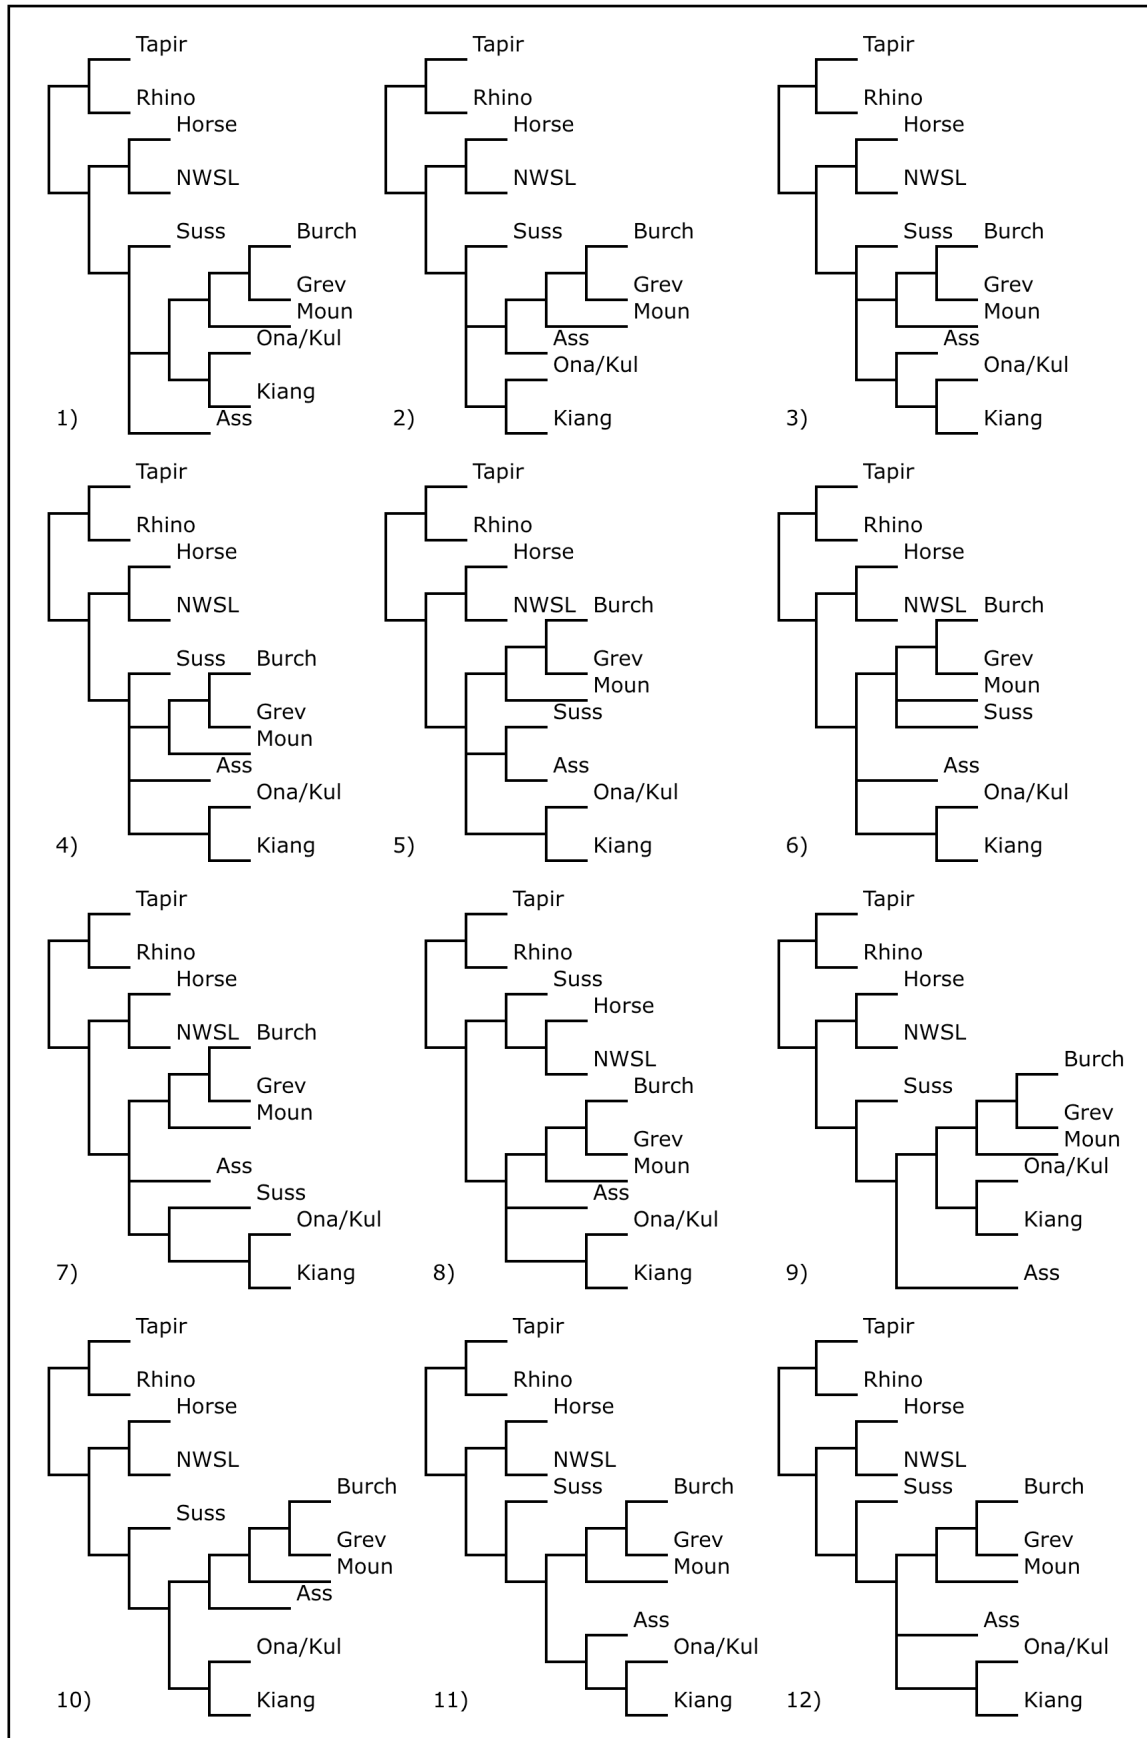 Tapir
Rhino
Horse
NWSL
Suss Burch
Grev
Moun
Ona/Kul
Kiang
Ass
1)
Tapir
Rhino
Horse
NWSL
Suss Burch
Grev
Moun
Ass
Ona/Kul
Kiang
2)
Tapir
Rhino
Horse
NWSL
Suss Burch
Grev
Moun
Ass
Ona/Kul
Kiang
3)
Tapir
Rhino
Horse
NWSL
Suss Burch
Grev
Moun
Ass
Ona/Kul
Kiang
4)
Tapir
Rhino
Horse
NWSL Burch
Grev
Moun
Suss
Ass
Ona/Kul
Kiang
5)
Tapir
Rhino
Horse
NWSL Burch
Grev
Moun
Suss
Ass
Ona/Kul
Kiang
6)
Tapir
Rhino
Horse
NWSL Burch
Grev
Moun
Ass
Suss
Ona/Kul
Kiang
7)
Tapir
Rhino
Suss
Horse
NWSL
Burch
Grev
Moun
Ass
Ona/Kul
Kiang
8)
Tapir
Rhino
Horse
NWSL
Burch
Suss
Grev
Moun
Ona/Kul
Kiang
Ass
9)
Tapir
Rhino
Horse
NWSL
Burch
Suss
Grev
Moun
Ass
Ona/Kul
Kiang
10)
Tapir
Rhino
Horse
NWSL
Suss Burch
Grev
Moun
Ass
Ona/Kul
Kiang
11)
Tapir
Rhino
Horse
NWSL
Suss Burch
Grev
Moun
Ass
Ona/Kul
Kiang
12)